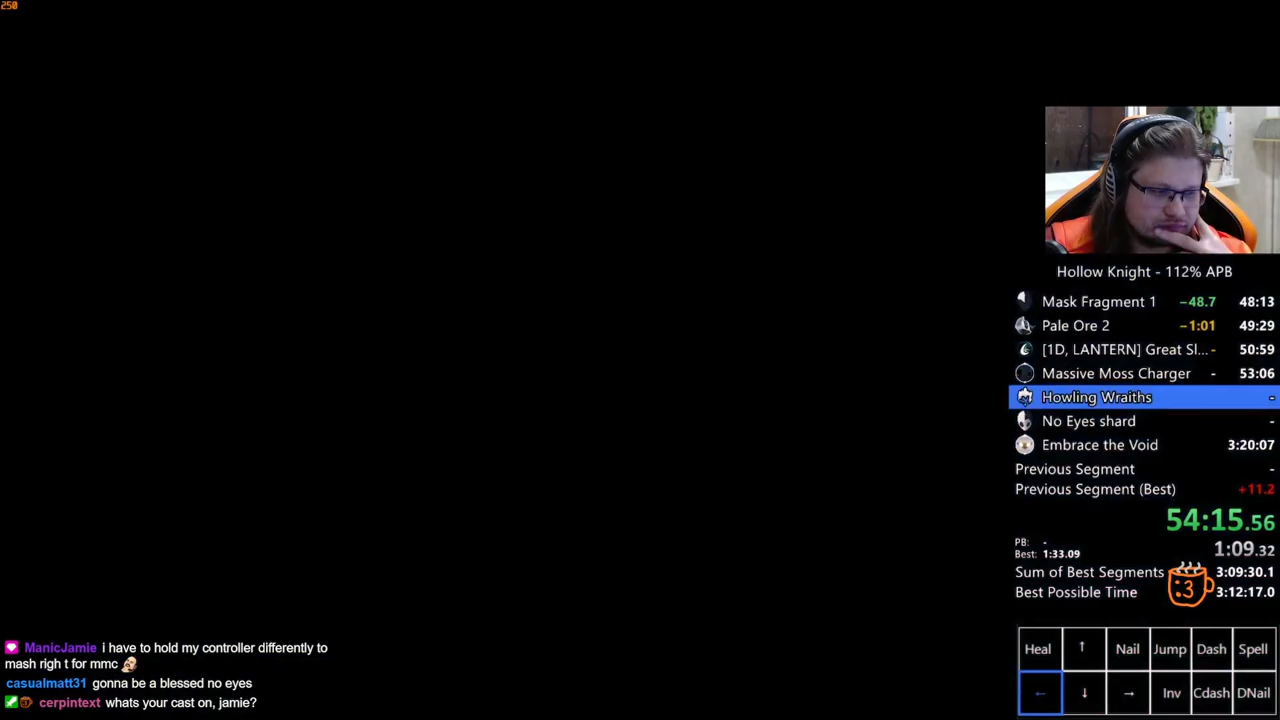 250
Hollow Knight - 112% APB
Mask Fragment 1 −48.7 48:13
Pale Ore 2 −1:01 49:29
[1D, LANTERN] Great Sl... - 50:59
Massive Moss Charger - 53:06
Howling Wraiths -
No Eyes shard -
Embrace the Void 3:20:07
Previous Segment -
Previous Segment (Best) +11.2
54:15.56
PB: - 1:09.32
Best: 1:33.09
Sum of Best Segments 3:09:30.1
Best Possible Time 3:12:17.0
Heal ↑ Nail Jump Dash Spell
← ↓ → Inv Cdash DNail
ManicJamie i have to hold my controller differently to
mash righ t for mmc
casualmatt31 gonna be a blessed no eyes
cerpintext whats your cast on, jamie?